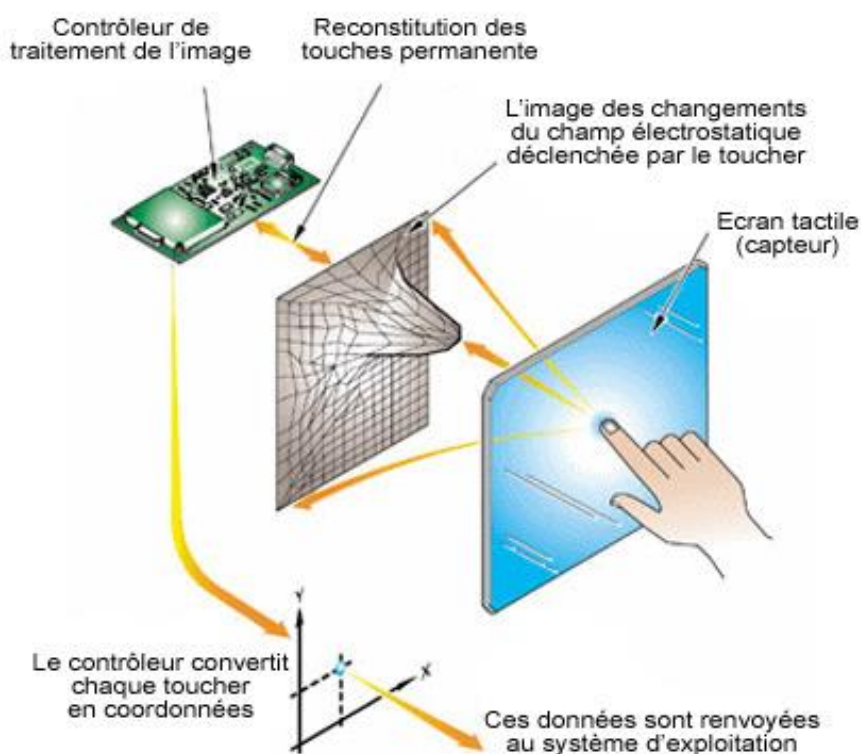 Contrôleur de
traitement de l'image
Reconstitution des
touches permanente
L'image des changements
du champ électrostatique
déclenchée par le toucher
Ecran tactile
(capteur)
Y
X
Le contrôleur convertit
chaque toucher
en coordonnées
Ces données sont renvoyées
au système d'exploitation